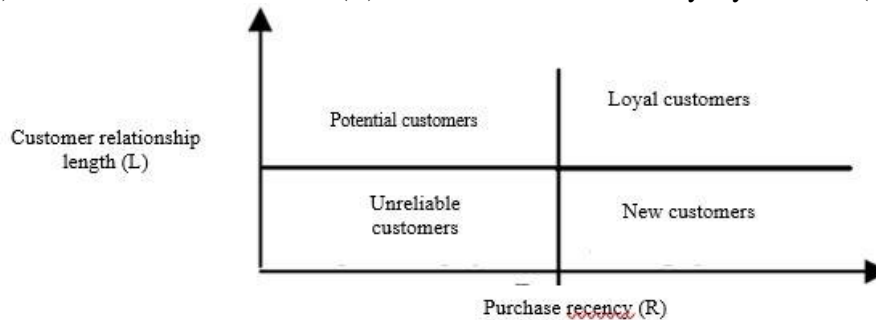 Loyal customers
Potential customers
Customer relationship
length (L)
Unreliable
customers
New customers
Purchase recency (R)